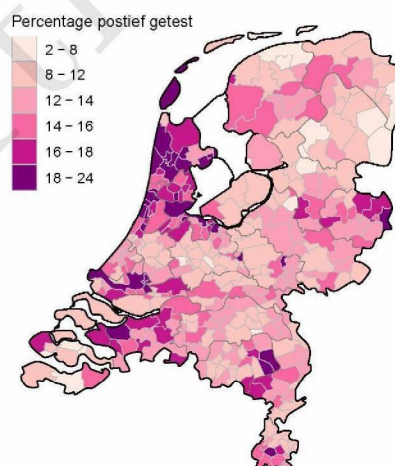 Percentage postief getest
2 – 8
8 – 12
12 – 14
14 – 16
16 – 18
18 – 24